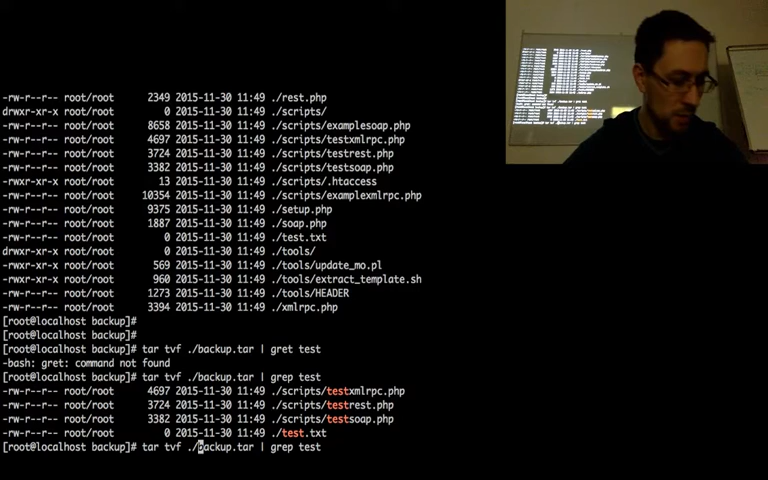 -rw-r--r-- root/root 2349 2015-11-30 11:49 ./rest.php
drwxr-xr-x root/root 0 2015-11-30 11:49 ./scripts/
-rw-r--r-- root/root 8658 2015-11-30 11:49 ./scripts/examplesoap.php
-rw-r--r-- root/root 4697 2015-11-30 11:49 ./scripts/testxmlrpc.php
-rw-r--r-- root/root 3724 2015-11-30 11:49 ./scripts/testrest.php
-rw-r--r-- root/root 3382 2015-11-30 11:49 ./scripts/testsoap.php
-rwxr-xr-x root/root 13 2015-11-30 11:49 ./scripts/.htaccess
-rw-r--r-- root/root 10354 2015-11-30 11:49 ./scripts/examplexmlrpc.php
-rw-r--r-- root/root 9375 2015-11-30 11:49 ./setup.php
-rw-r--r-- root/root 1887 2015-11-30 11:49 ./soap.php
-rw-r--r-- root/root 0 2015-11-30 11:49 ./test.txt
drwxr-xr-x root/root 0 2015-11-30 11:49 ./tools/
-rwxr-xr-x root/root 569 2015-11-30 11:49 ./tools/update_mo.pl
-rwxr-xr-x root/root 960 2015-11-30 11:49 ./tools/extract_template.sh
-rw-r--r-- root/root 1273 2015-11-30 11:49 ./tools/HEADER
-rw-r--r-- root/root 3394 2015-11-30 11:49 ./xmlrpc.php
[root@localhost backup]#
[root@localhost backup]#
[root@localhost backup]# tar tvf ./backup.tar | gret test
-bash: gret: command not found
[root@localhost backup]# tar tvf ./backup.tar | grep test
-rw-r--r-- root/root 4697 2015-11-30 11:49 ./scripts/testxmlrpc.php
-rw-r--r-- root/root 3724 2015-11-30 11:49 ./scripts/testrest.php
-rw-r--r-- root/root 3382 2015-11-30 11:49 ./scripts/testsoap.php
-rw-r--r-- root/root 0 2015-11-30 11:49 ./test.txt
[root@localhost backup]# tar tvf ./backup.tar | grep test